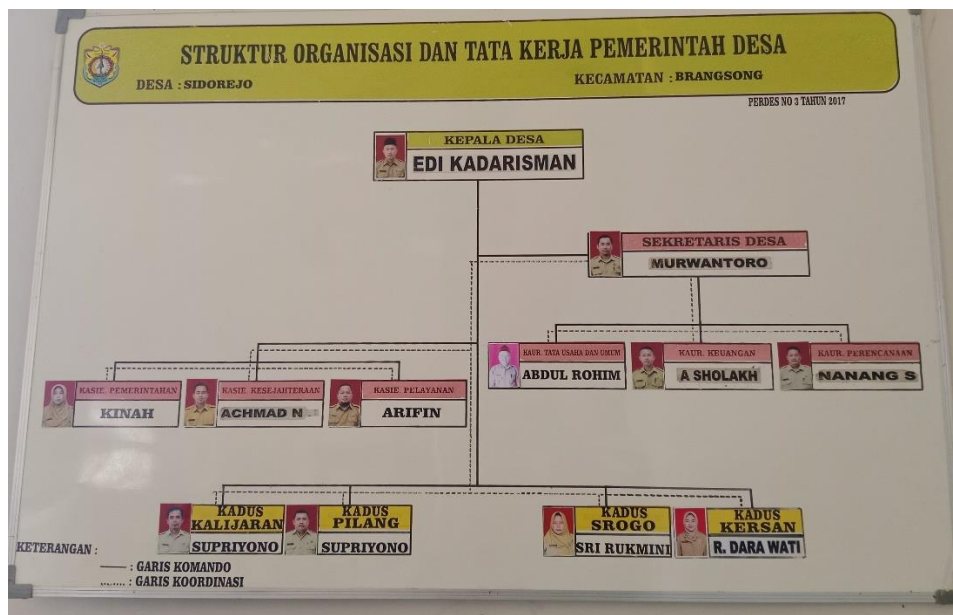 STRUKTUR ORGANISASI DAN TATA KERJA PEMERINTAH DESA
DESA : SIDOREJO
KECAMATAN : BRANGSONG
PERDES NO 3 TAHUN 2017
KEPALA DESA
EDI KADARISMAN
SEKRETARIS DESA
MURWANTORO
KAUR. TATA USAHA DAN UMUM
ABDUL ROHIM
KAUR. KEUANGAN
A SHOLAKH
KAUR. PERENCANAAN
NANANG S
KASIE. PEMERINTAHAN
KINAH
KASIE. KESEJAHTERAAN
ACHMAD N
KASIE. PELAYANAN
ARIFIN
KADUS
KALIJARAN
SUPRIYONO
KADUS
PILANG
SUPRIYONO
KADUS
SROGO
SRI RUKMINI
KADUS
KERSAN
R. DARA WATI
KETERANGAN :
: GARIS KOMANDO
: GARIS KOORDINASI